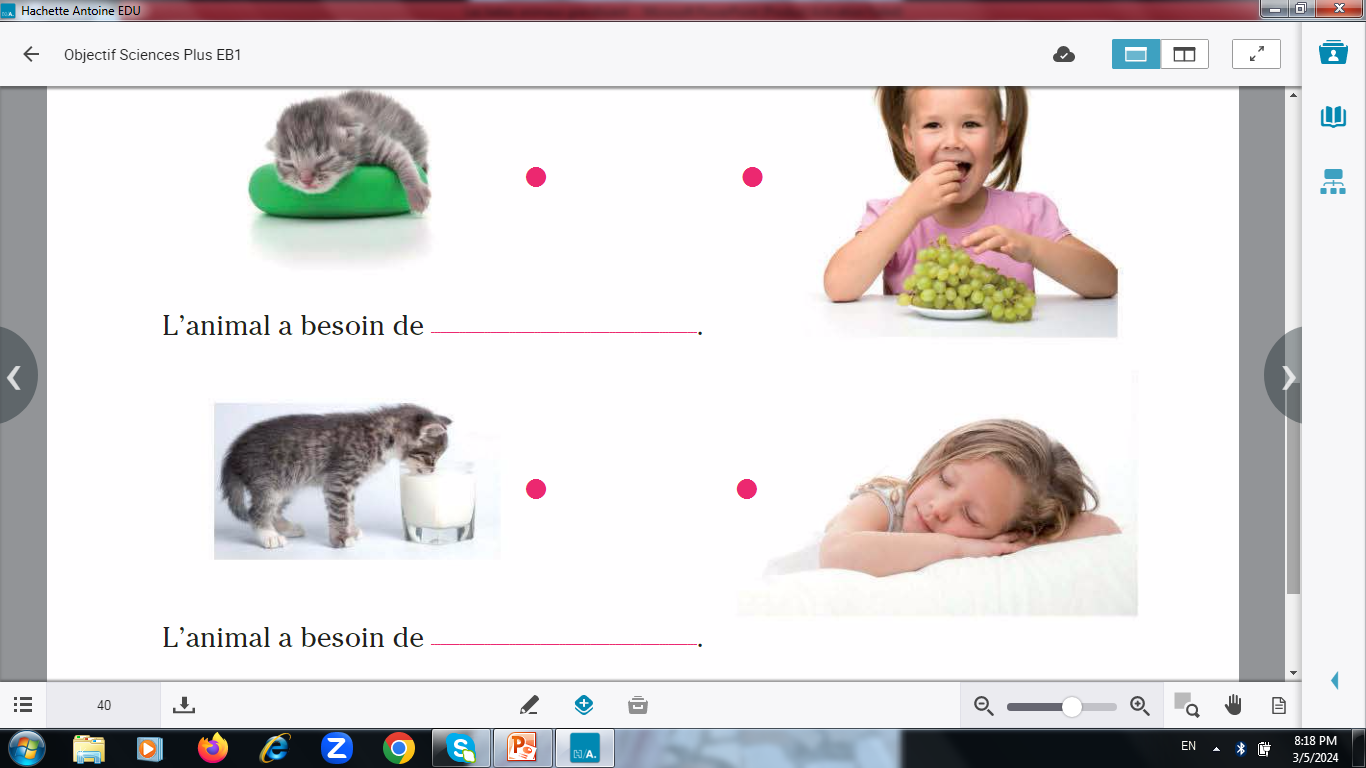 Hachette Antoine EDU
Objectif Sciences Plus EB1
L'animal a besoin de .
L'animal a besoin de .
40
EN
8:18 PM
3/5/2024